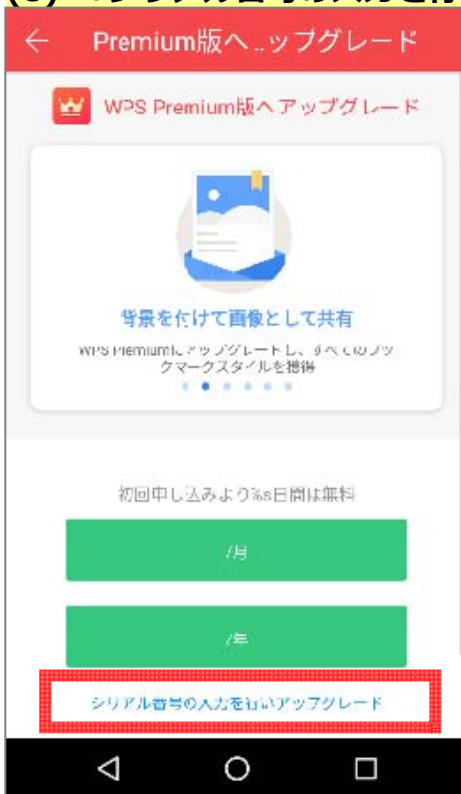 Premium版へ..ップグレード
WPS Premium版へアップグレード
背景を付けて画像として共有
WPS Premiumにアップグレードし、すべてのブッ
クマークスタイルを獲得
初回申し込みより%s日間は無料
/月
/年
シリアル番号の入力を行いアップグレード